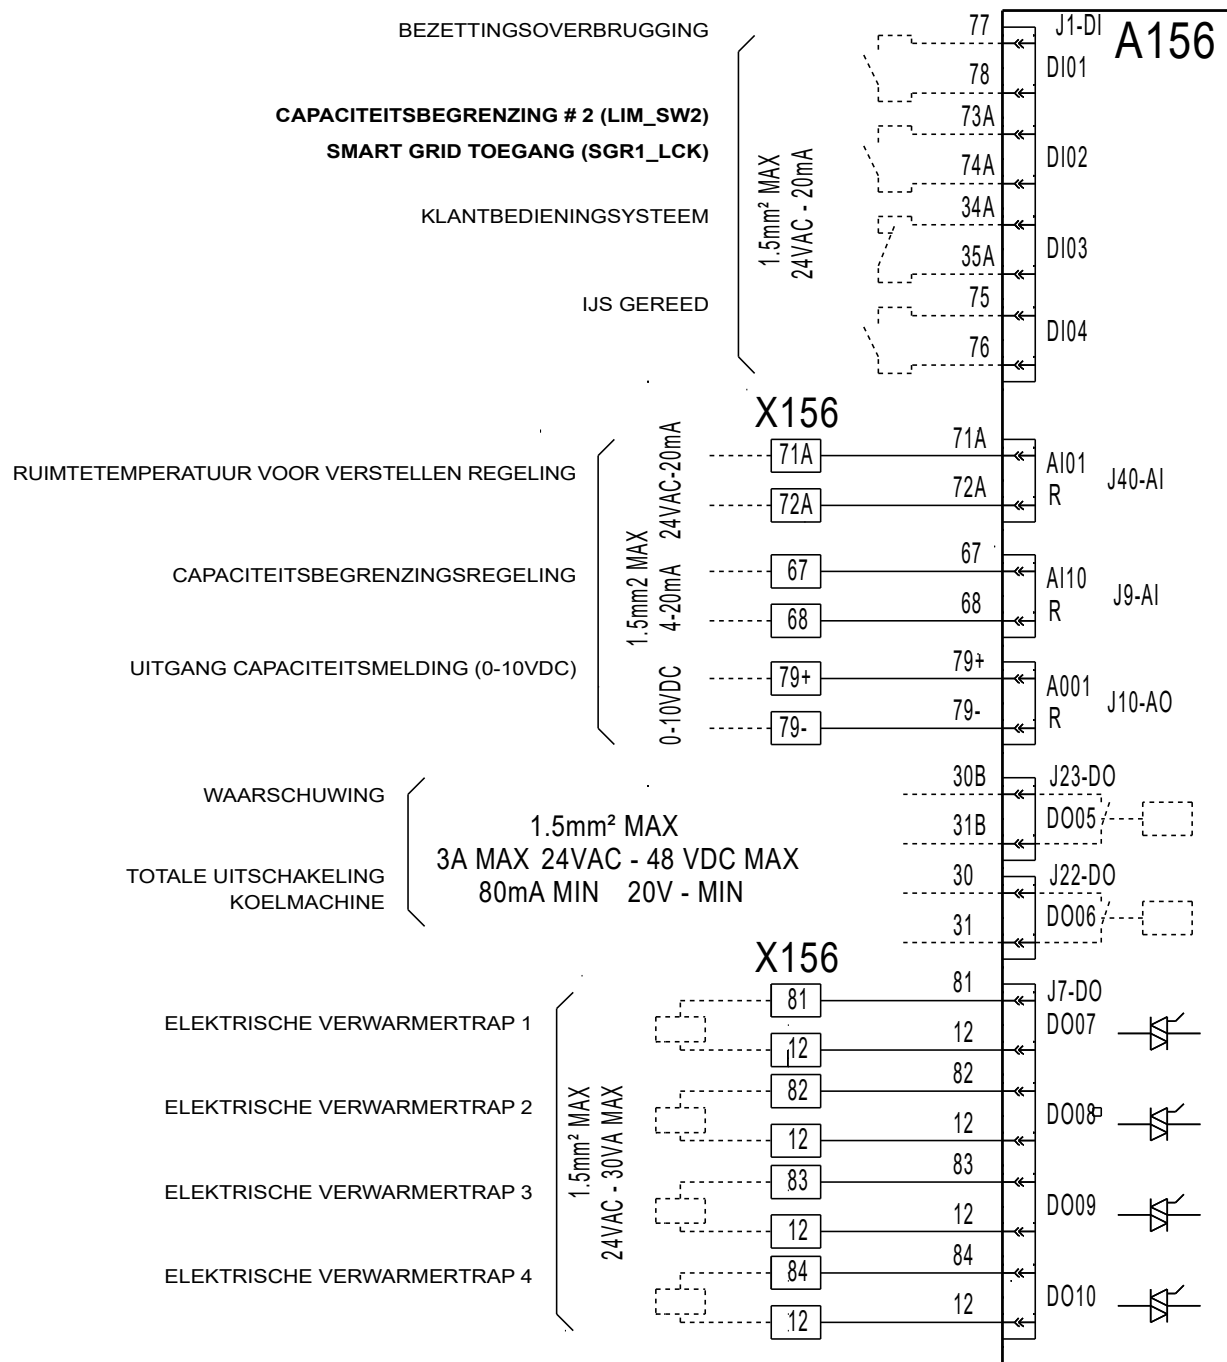 BEZETTINGSOVERBRUGGING
77
J1-DI
A156
78
DI01
CAPACITEITSBEGRENZING # 2 (LIM_SW2)
73A
SMART GRID TOEGANG (SGR1_LCK)
74A
DI02
KLANTBEDIENINGSYSTEEM
34A
35A
DI03
IJS GEREED
75
76
DI04
1.5mm² MAX
24VAC - 20mA
X156
RUIMTETEMPERATUUR VOOR VERSTELLEN REGELING
71A
71A
AI01
J40-AI
72A
72A
R
CAPACITEITSBEGRENZINGSREGELING
67
67
AI10
J9-AI
68
68
R
UITGANG CAPACITEITSMELDING (0-10VDC)
79+
79+
A001
J10-AO
79-
79-
R
1.5mm2 MAX
0-10VDC 4-20mA 24VAC-20mA
WAARSCHUWING
30B
J23-DO
31B
DO05
1.5mm² MAX
3A MAX 24VAC - 48 VDC MAX
80mA MIN 20V - MIN
TOTALE UITSCHAKELING
KOELMACHINE
30
J22-DO
31
DO06
X156
ELEKTRISCHE VERWARMERTRAP 1
81
81
J7-DO
DO07
12
12
ELEKTRISCHE VERWARMERTRAP 2
82
82
DO08
12
12
ELEKTRISCHE VERWARMERTRAP 3
83
83
DO09
12
12
ELEKTRISCHE VERWARMERTRAP 4
84
84
DO10
12
12
1.5mm² MAX
24VAC - 30VA MAX